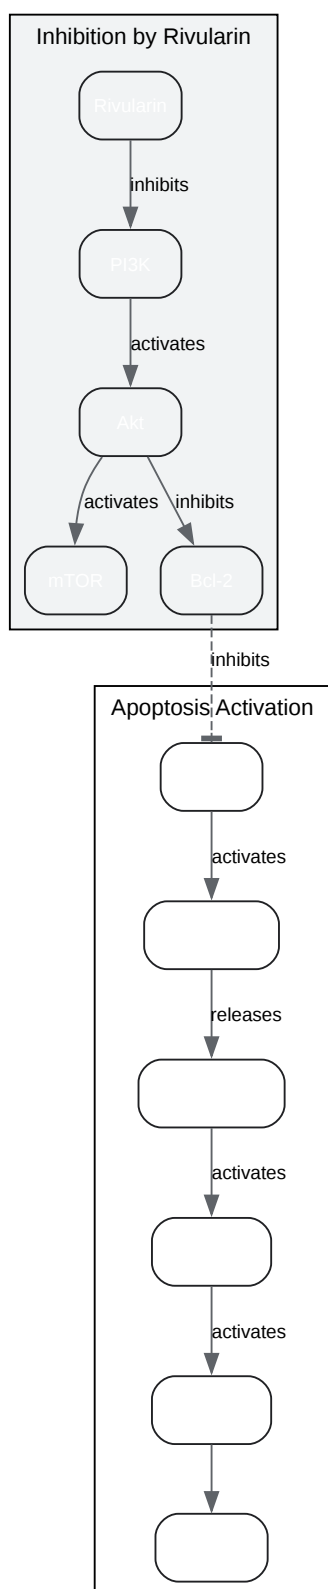 Inhibition by Rivularin
Rivularin
inhibits
PI3K
activates
Akt
activates
inhibits
mTOR
Bcl-2
inhibits
Apoptosis Activation
activates
releases
activates
activates